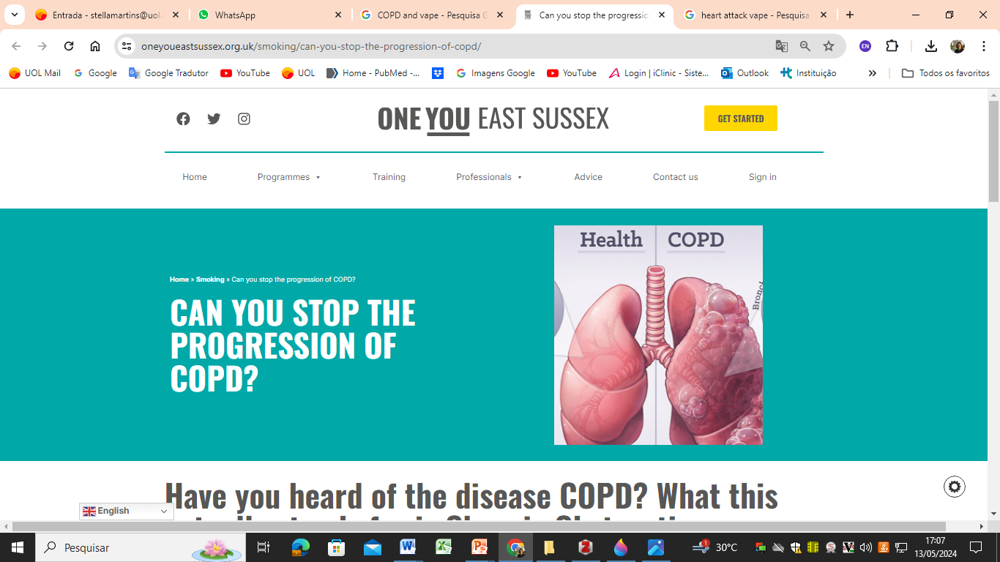 Entrada - stellamartins@uol.
WhatsApp
COPD and vape - Pesquisa G
Can you stop the progressio
heart attack vape - Pesquisa
oneyoueastsussex.org.uk/smoking/can-you-stop-the-progression-of-copd/
EN
UOL Mail
Google
Google Tradutor
YouTube
UOL
Home - PubMed -...
Imagens Google
YouTube
Login | iClinic - Siste...
Outlook
Instituição
Todos os favoritos
ONE YOU EAST SUSSEX
GET STARTED
Home
Programmes
Training
Professionals
Advice
Contact us
Sign in
Health
COPD
Bronc
Home » Smoking » Can you stop the progression of COPD?
CAN YOU STOP THE
PROGRESSION OF
COPD?
Have you heard of the disease COPD? What this
English
Pesquisar
30°C
17:07
13/05/2024